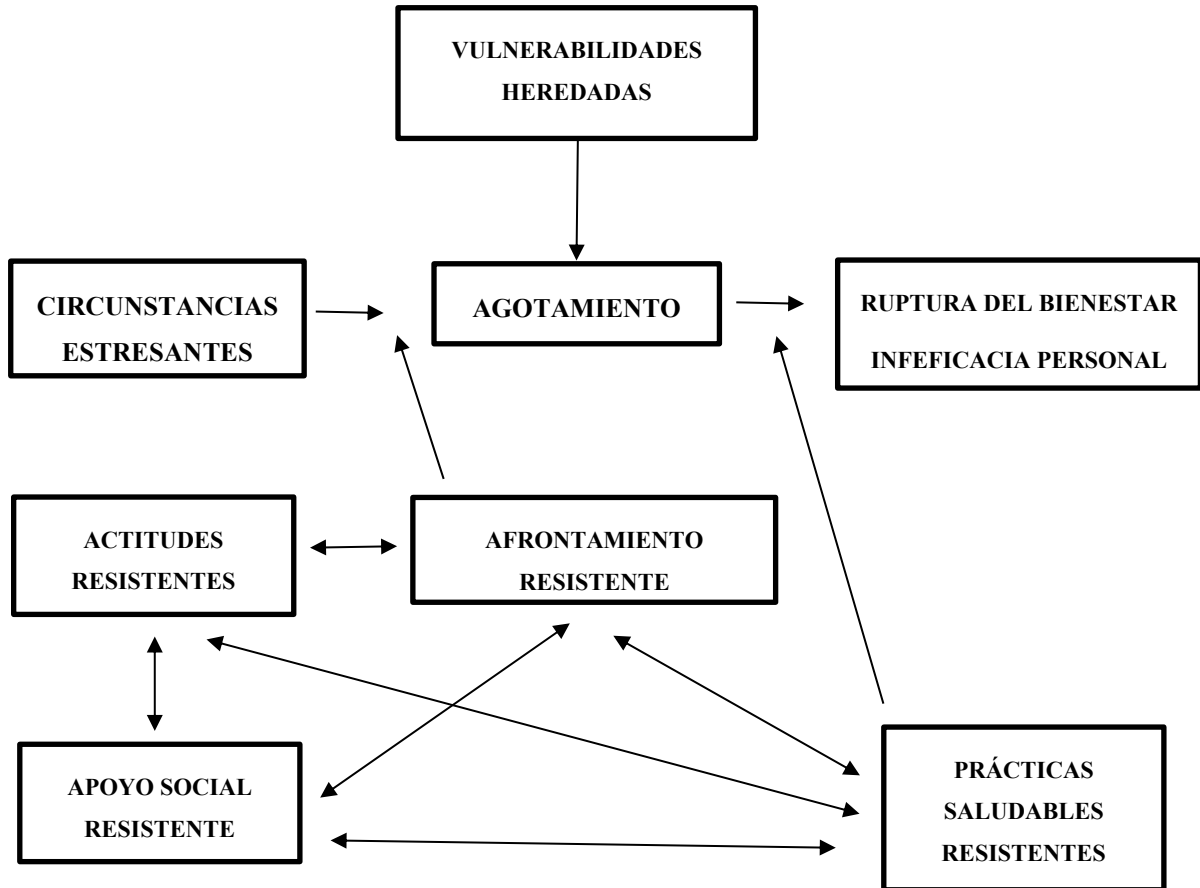 VULNERABILIDADES
HEREDADAS
CIRCUNSTANCIAS
ESTRESANTES
AGOTAMIENTO
RUPTURA DEL BIENESTAR
INFEFICACIA PERSONAL
ACTITUDES
RESISTENTES
AFRONTAMIENTO
RESISTENTE
APOYO SOCIAL
RESISTENTE
PRÁCTICAS
SALUDABLES
RESISTENTES